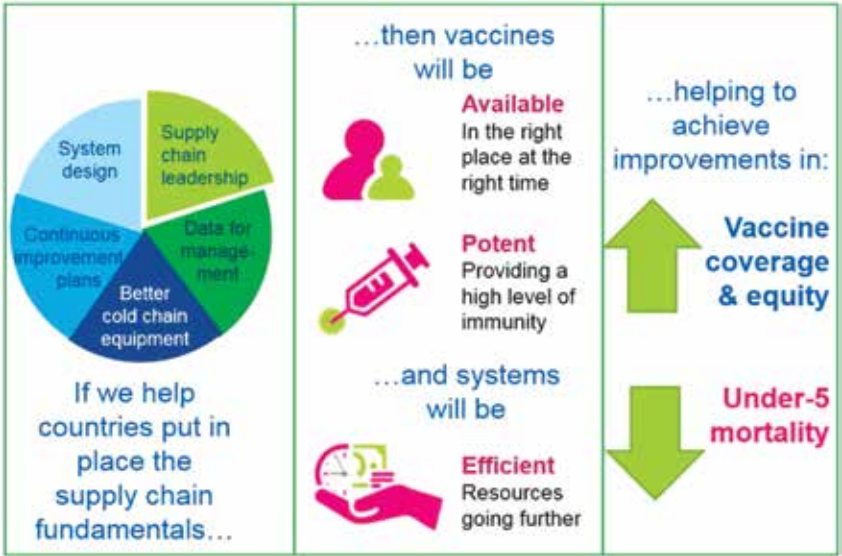 System
design
Supply
chain
leadership
Continuous
improvement
plans
Data for
manage-
ment
Better
cold chain
equipment
If we help
countries put in
place the
supply chain
fundamentals…
…then vaccines
will be
Available
In the right
place at the
right time
Potent
Providing a
high level of
immunity
…and systems
will be
Efficient
Resources
going further
…helping to
achieve
improvements in:
Vaccine
coverage
& equity
Under-5
mortality